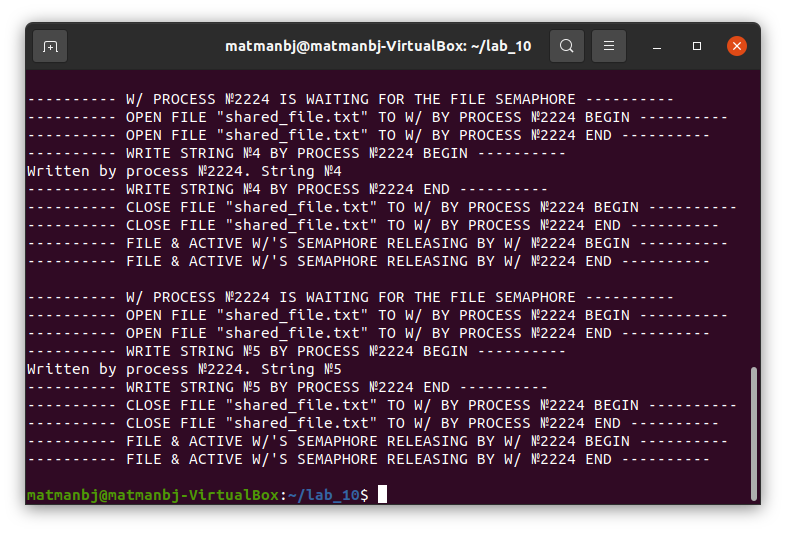 matmanbj@matmanbj-VirtualBox: ~/lab_10
---------- W/ PROCESS №2224 IS WAITING FOR THE FILE SEMAPHORE ----------
---------- OPEN FILE "shared_file.txt" TO W/ BY PROCESS №2224 BEGIN ----------
---------- OPEN FILE "shared_file.txt" TO W/ BY PROCESS №2224 END ----------
---------- WRITE STRING №4 BY PROCESS №2224 BEGIN ----------
Written by process №2224. String №4
---------- WRITE STRING №4 BY PROCESS №2224 END ----------
---------- CLOSE FILE "shared_file.txt" TO W/ BY PROCESS №2224 BEGIN ----------
---------- CLOSE FILE "shared_file.txt" TO W/ BY PROCESS №2224 END ----------
---------- FILE & ACTIVE W/'S SEMAPHORE RELEASING BY W/ №2224 BEGIN ----------
---------- FILE & ACTIVE W/'S SEMAPHORE RELEASING BY W/ №2224 END ----------
---------- W/ PROCESS №2224 IS WAITING FOR THE FILE SEMAPHORE ----------
---------- OPEN FILE "shared_file.txt" TO W/ BY PROCESS №2224 BEGIN ----------
---------- OPEN FILE "shared_file.txt" TO W/ BY PROCESS №2224 END ----------
---------- WRITE STRING №5 BY PROCESS №2224 BEGIN ----------
Written by process №2224. String №5
---------- WRITE STRING №5 BY PROCESS №2224 END ----------
---------- CLOSE FILE "shared_file.txt" TO W/ BY PROCESS №2224 BEGIN ----------
---------- CLOSE FILE "shared_file.txt" TO W/ BY PROCESS №2224 END ----------
---------- FILE & ACTIVE W/'S SEMAPHORE RELEASING BY W/ №2224 BEGIN ----------
---------- FILE & ACTIVE W/'S SEMAPHORE RELEASING BY W/ №2224 END ----------
matmanbj@matmanbj-VirtualBox:~/lab_10$